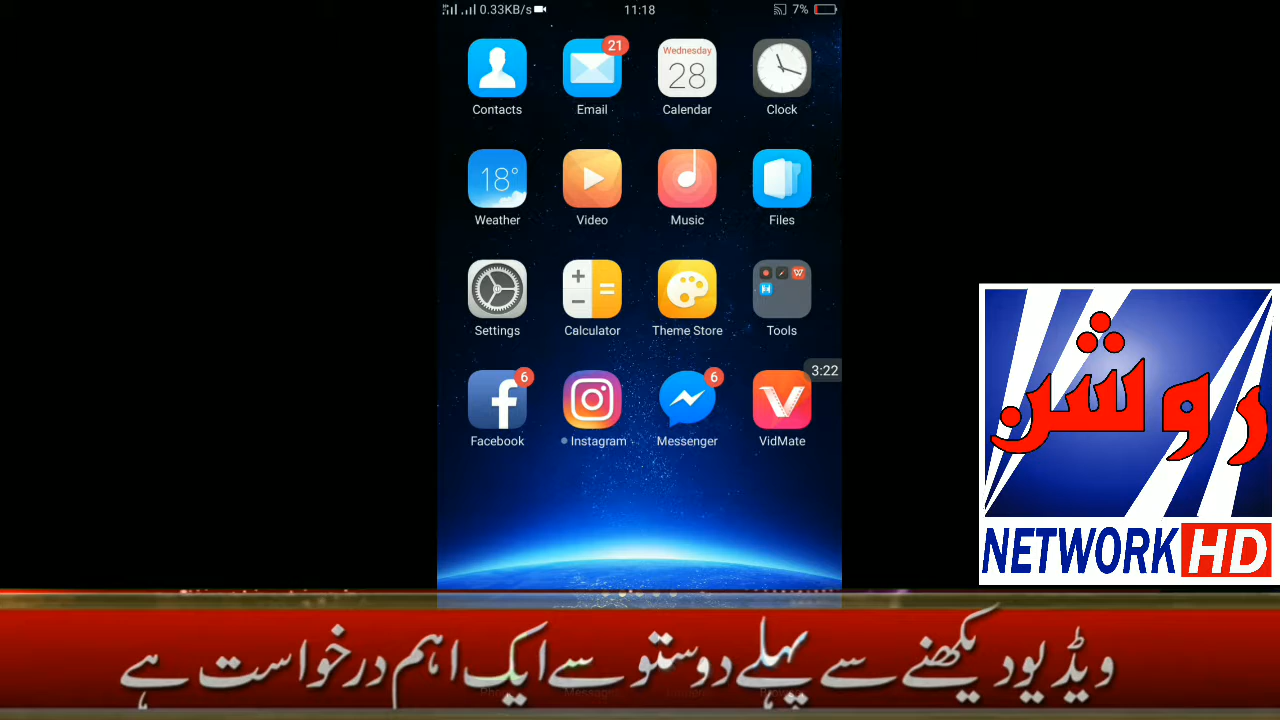 0.33KB/s 11:18 7%
21 Wednesday
28
Contacts Email Calendar Clock
18°
Weather Video Music Files
Settings Calculator Theme Store Tools
6 6 3:22
Facebook Instagram Messenger VidMate
روشن
NETWORK HD
ویڈیو دیکھنے سے پہلے دوستو سے ایک اہم درخواست ہے